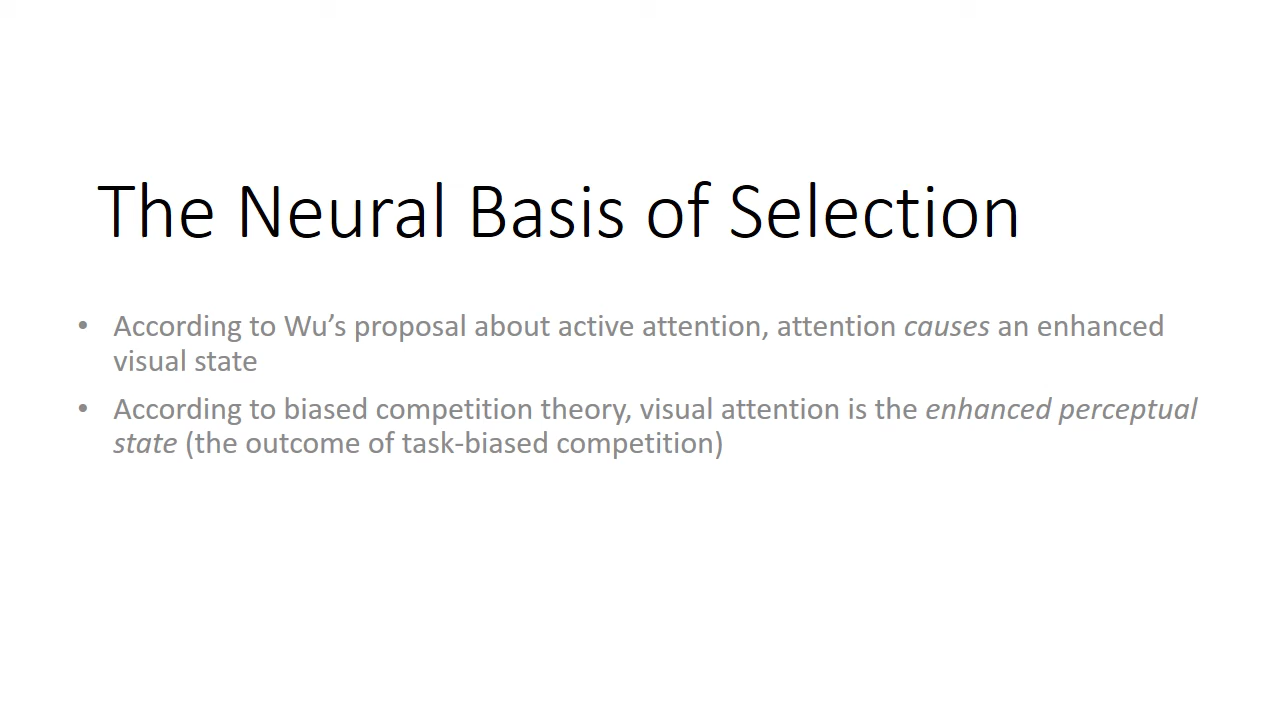 The Neural Basis of Selection
• According to Wu’s proposal about active attention, attention causes an enhanced
visual state
• According to biased competition theory, visual attention is the enhanced perceptual
state (the outcome of task-biased competition)